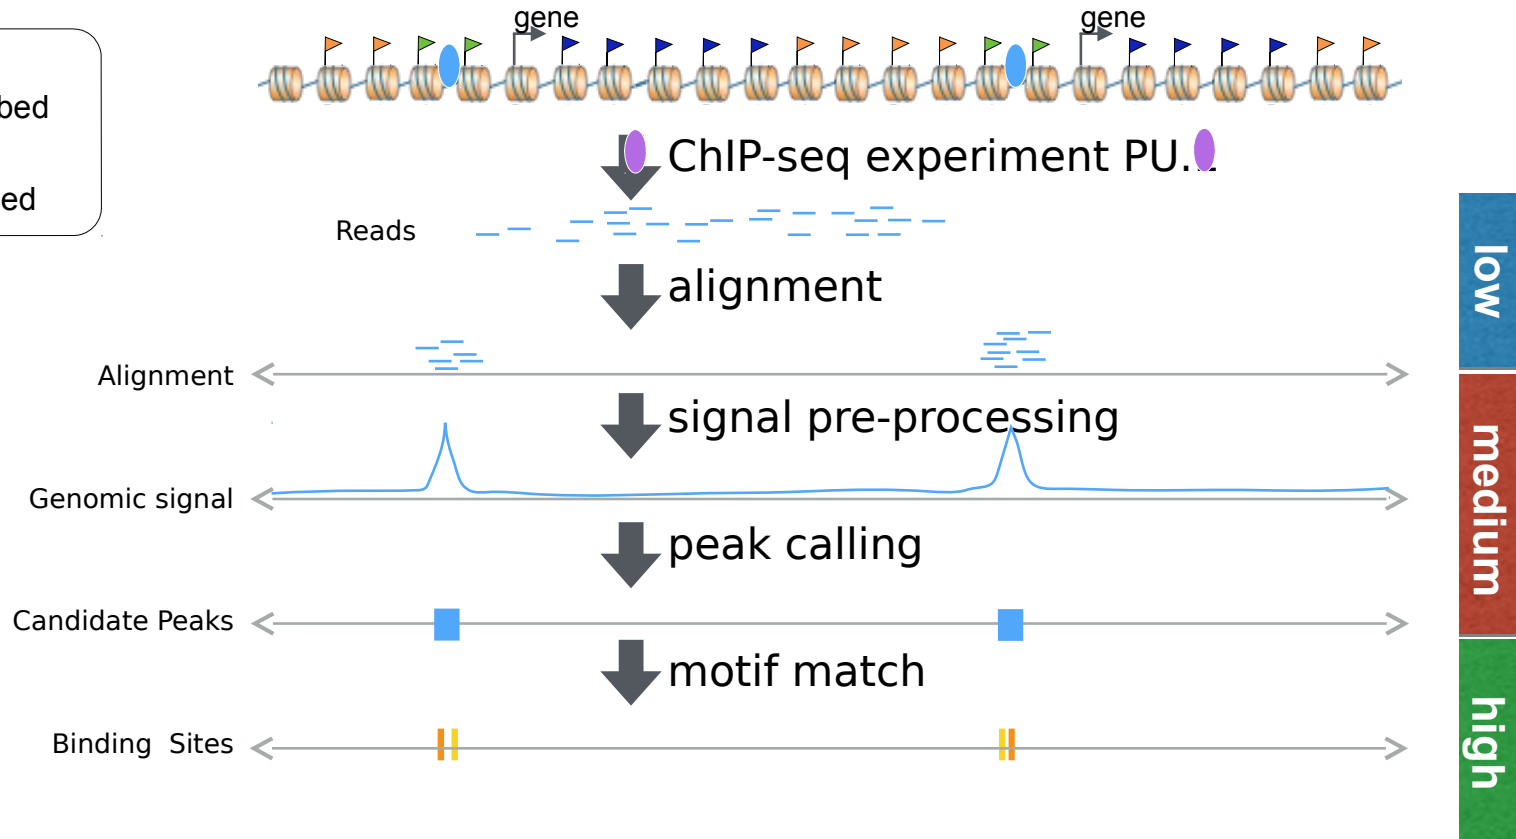 gene
gene
bed
ed
ChIP-seq experiment PU.
Reads
alignment
Alignment
signal pre-processing
Genomic signal
peak calling
Candidate Peaks
motif match
Binding Sites
low
medium
high